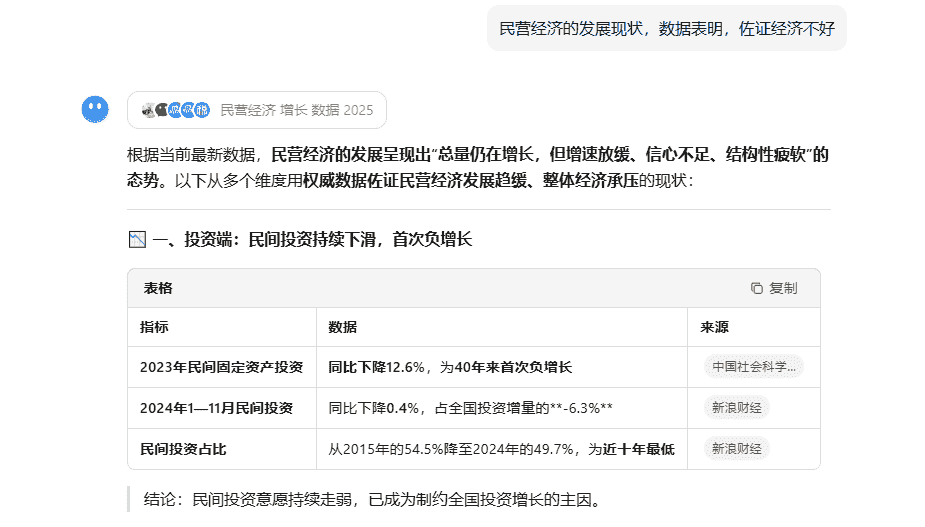 民营经济的发展现状，数据表明，佐证经济不好
民营经济 增长 数据 2025
根据当前最新数据，民营经济的发展呈现出“总量仍在增长，但增速放缓、信心不足、结构性疲软”的
态势。以下从多个维度用权威数据佐证民营经济发展趋缓、整体经济承压的现状：
一、投资端：民间投资持续下滑，首次负增长
表格 复制
指标 数据 来源
2023年民间固定资产投资 同比下降12.6%，为40年来首次负增长 中国社会科学...
2024年1—11月民间投资 同比下降0.4%，占全国投资增量的**-6.3%** 新浪财经
民间投资占比 从2015年的54.5%降至2024年的49.7%，为近十年最低 新浪财经
结论：民间投资意愿持续走弱，已成为制约全国投资增长的主因。